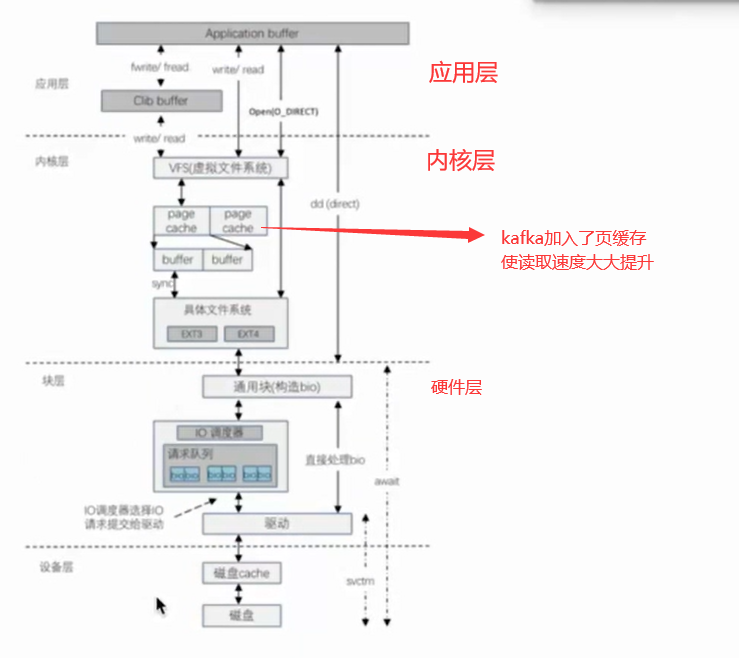 Application buffer
fwrite/ fread
write/ read
应用层
应用层
Clib buffer
Open(O_DIRECT)
write/ read
内核层
内核层
VFS(虚拟文件系统)
dd (direct)
page cache
page cache
kafka加入了页缓存
使读取速度大大提升
buffer
buffer
sync
具体文件系统
EXT3
EXT4
块层
通用块(构造bio)
硬件层
IO 调度器
请求队列
bio bio
bio bio
bio bio
直接处理bio
await
IO调度器选择IO
请求提交给驱动
驱动
设备层
磁盘cache
svctm
磁盘